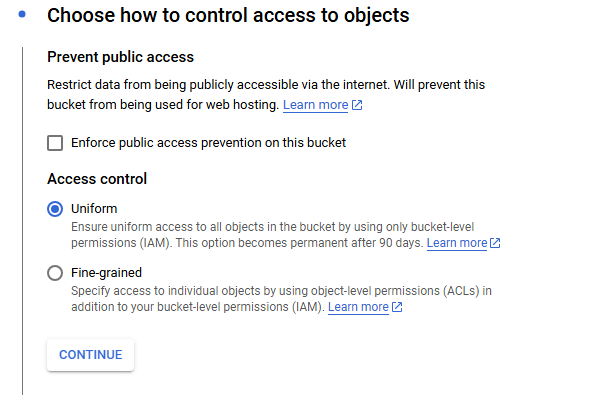 Choose how to control access to objects
Prevent public access
Restrict data from being publicly accessible via the internet. Will prevent this
bucket from being used for web hosting. Learn more
Enforce public access prevention on this bucket
Access control
Uniform
Ensure uniform access to all objects in the bucket by using only bucket-level
permissions (IAM). This option becomes permanent after 90 days. Learn more
Fine-grained
Specify access to individual objects by using object-level permissions (ACLs) in
addition to your bucket-level permissions (IAM). Learn more
CONTINUE